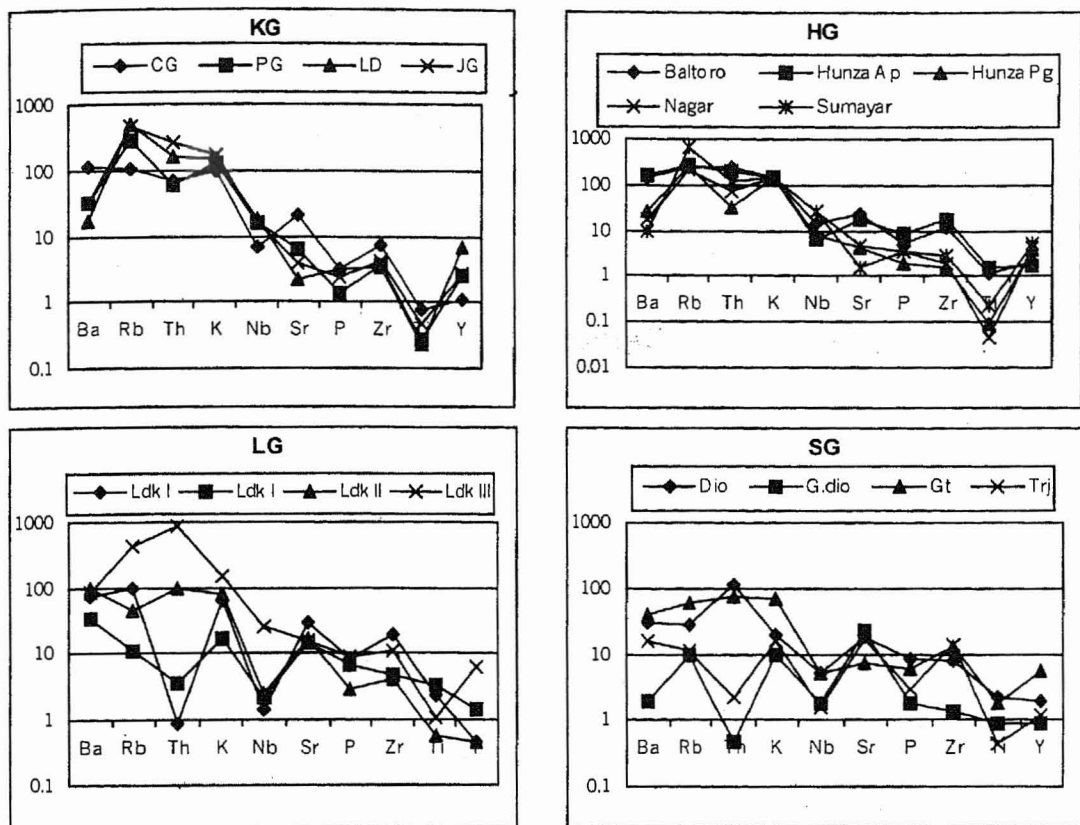 KG
CG PG LD JG
1000
100
10
1
0.1
Ba Rb Th K Nb Sr P Zr Y
HG
Baltoro Hunza Ap Hunza Pg
Nagar Sumayar
1000
100
10
1
0.1
0.01
Ba Rb Th K Nb Sr P Zr Y
LG
Ldk I Ldk I Ldk II Ldk III
1000
100
10
1
0.1
Ba Rb Th K Nb Sr P Zr Ti
SG
Dio G.dio Gt Trj
1000
100
10
1
0.1
Ba Rb Th K Nb Sr P Zr Y